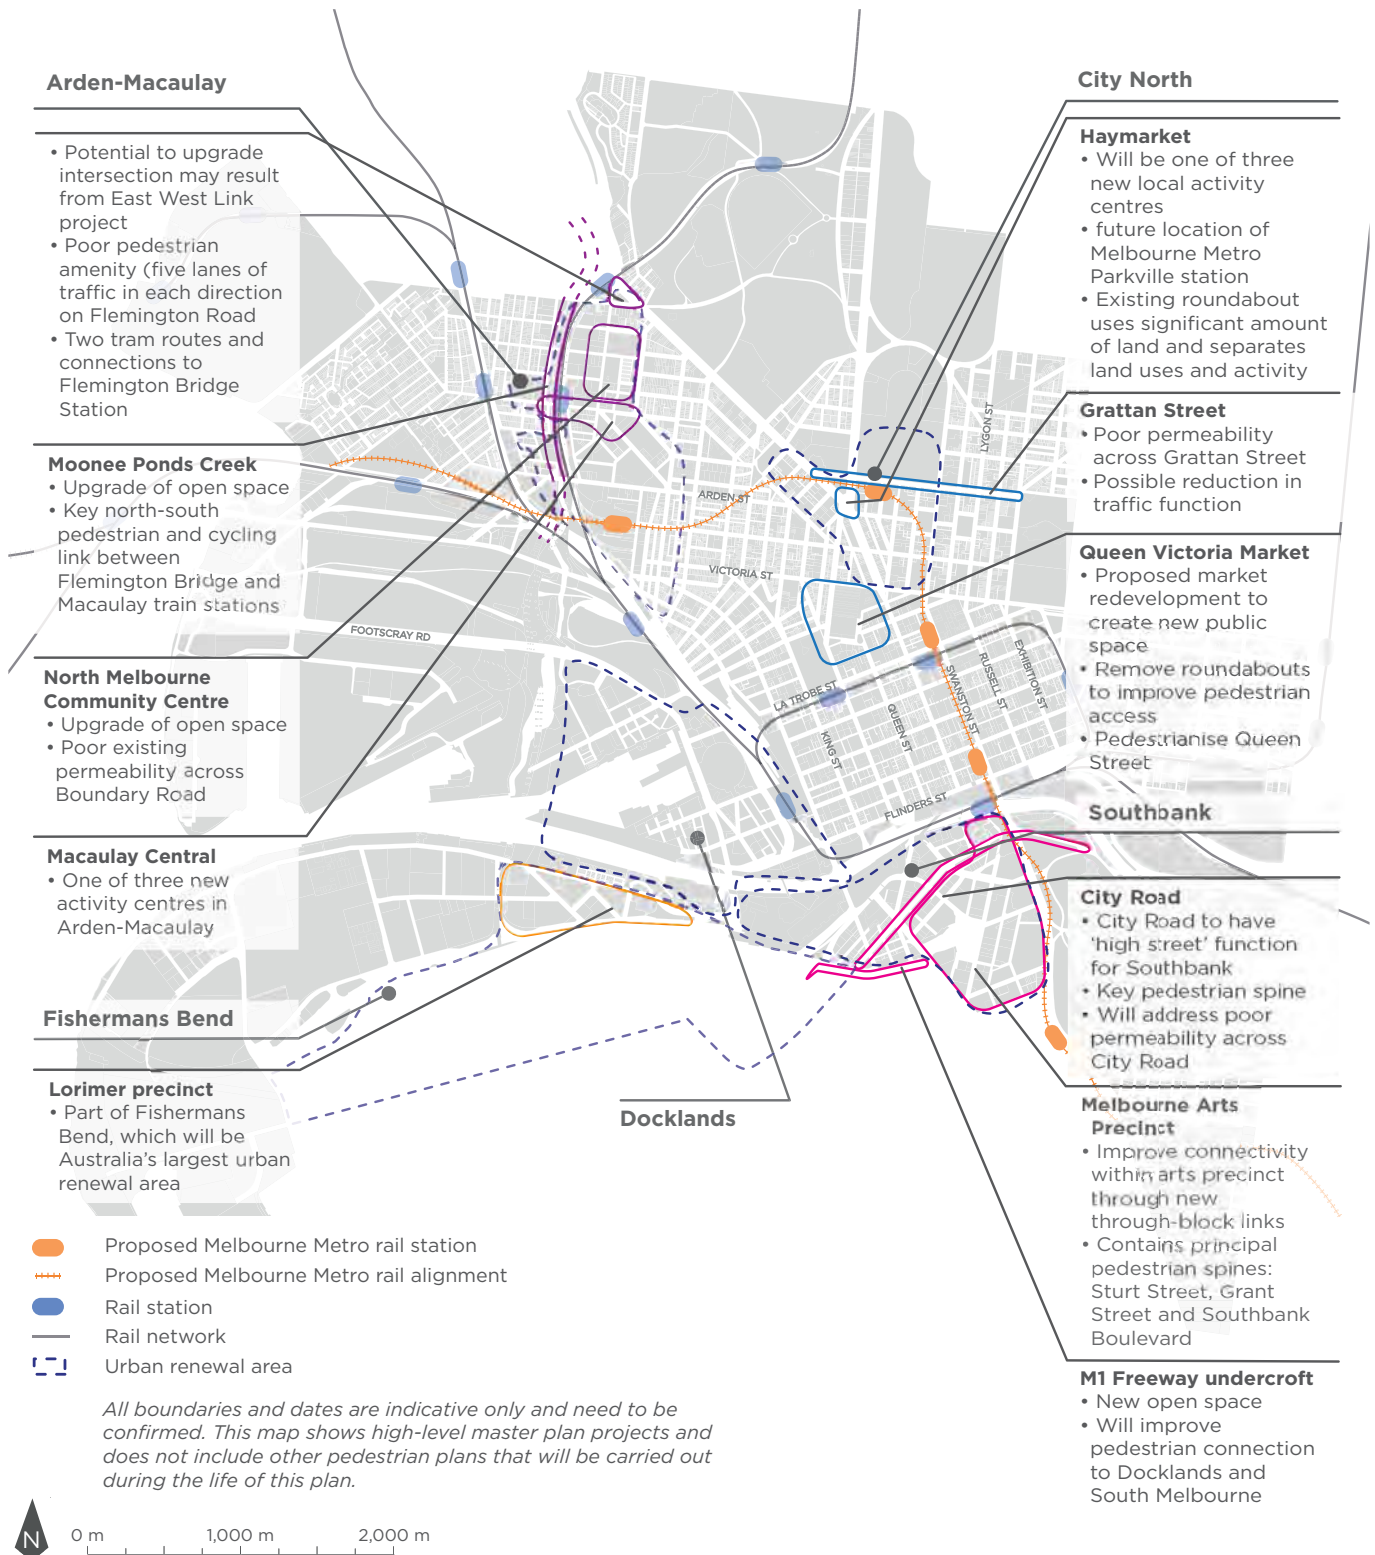 Arden-Macaulay
• Potential to upgrade
intersection may result
from East West Link
project
• Poor pedestrian
amenity (five lanes of
traffic in each direction
on Flemington Road
• Two tram routes and
connections to
Flemington Bridge
Station
Moonee Ponds Creek
• Upgrade of open space
• Key north-south
pedestrian and cycling
link between
Flemington Bridge and
Macaulay train stations
North Melbourne
Community Centre
• Upgrade of open space
• Poor existing
permeability across
Boundary Road
Macaulay Central
• One of three new
activity centres in
Arden-Macaulay
Fishermans Bend
Lorimer precinct
• Part of Fishermans
Bend, which will be
Australia's largest urban
renewal area
LYGON ST
ARDEN ST
VICTORIA ST
FOOTSCRAY RD
LA TROBE ST
KING ST
QUEEN ST
SWANSTON ST
RUSSELL ST
EXHIBITION ST
FLINDERS ST
Docklands
City North
Haymarket
• Will be one of three
new local activity
centres
• future location of
Melbourne Metro
Parkville station
• Existing roundabout
uses significant amount
of land and separates
land uses and activity
Grattan Street
• Poor permeability
across Grattan Street
• Possible reduction in
traffic function
Queen Victoria Market
• Proposed market
redevelopment to
create new public
space
• Remove roundabouts
to improve pedestrian
access
• Pedestrianise Queen
Street
Southbank
City Road
• City Road to have
'high street' function
for Southbank
• Key pedestrian spine
• Will address poor
permeability across
City Road
Melbourne Arts
Precinct
• Improve connectivity
within arts precinct
through new
through-block links
• Contains principal
pedestrian spines:
Sturt Street, Grant
Street and Southbank
Boulevard
M1 Freeway undercroft
• New open space
• Will improve
pedestrian connection
to Docklands and
South Melbourne
Proposed Melbourne Metro rail station
Proposed Melbourne Metro rail alignment
Rail station
Rail network
Urban renewal area
All boundaries and dates are indicative only and need to be
confirmed. This map shows high-level master plan projects and
does not include other pedestrian plans that will be carried out
during the life of this plan.
N
0 m 1,000 m 2,000 m